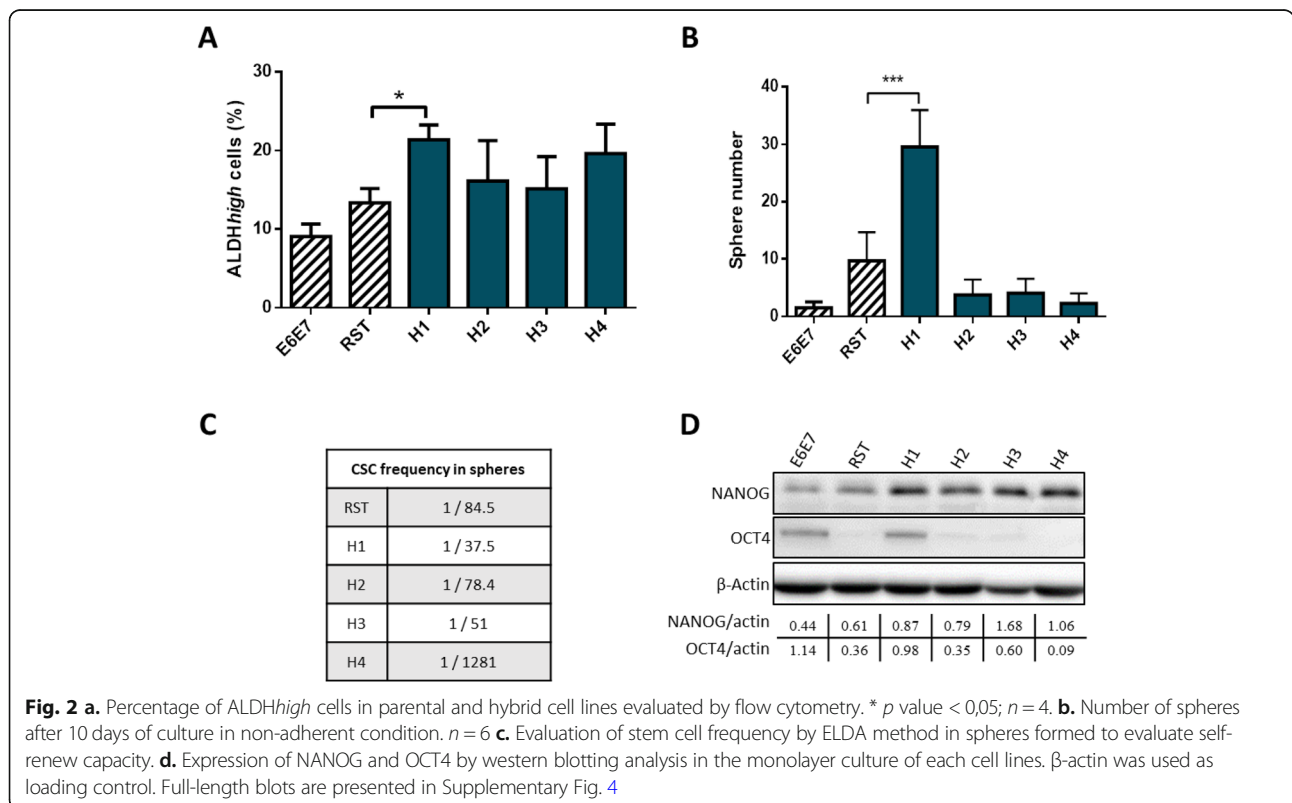 A
ALDHhigh cells (%)
30
20
10
0
*
E6E7
RST
H1
H2
H3
H4
B
Sphere number
40
30
20
10
0
***
E6E7
RST
H1
H2
H3
H4
C
CSC frequency in spheres
RST 1 / 84.5
H1 1 / 37.5
H2 1 / 78.4
H3 1 / 51
H4 1 / 1281
D
E6E7 RST H1 H2 H3 H4
NANOG
OCT4
β-Actin
NANOG/actin 0.44 0.61 0.87 0.79 1.68 1.06
OCT4/actin 1.14 0.36 0.98 0.35 0.60 0.09
Fig. 2 a. Percentage of ALDHhigh cells in parental and hybrid cell lines evaluated by flow cytometry. * p value < 0,05; n = 4. b. Number of spheres
after 10 days of culture in non-adherent condition. n = 6 c. Evaluation of stem cell frequency by ELDA method in spheres formed to evaluate self-
renew capacity. d. Expression of NANOG and OCT4 by western blotting analysis in the monolayer culture of each cell lines. β-actin was used as
loading control. Full-length blots are presented in Supplementary Fig. 4